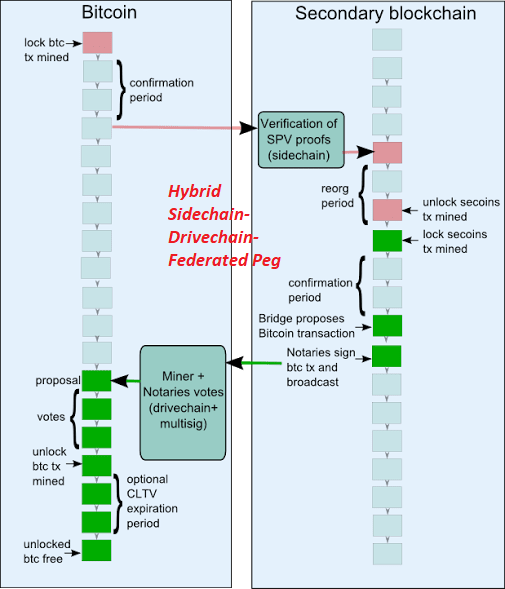 Bitcoin
lock btc
tx mined
confirmation
period
Hybrid
Sidechain-
Drivechain-
Federated Peg
proposal
votes
unlock
btc tx
mined
optional
CLTV
expiration
period
unlocked
btc free
Miner +
Notaries votes
(drivechain+
multisig)
Secondary blockchain
Verification of
SPV proofs
(sidechain)
reorg
period
unlock secoins
tx mined
lock secoins
tx mined
confirmation
period
Bridge proposes
Bitcoin transaction
Notaries sign
btc tx and
broadcast